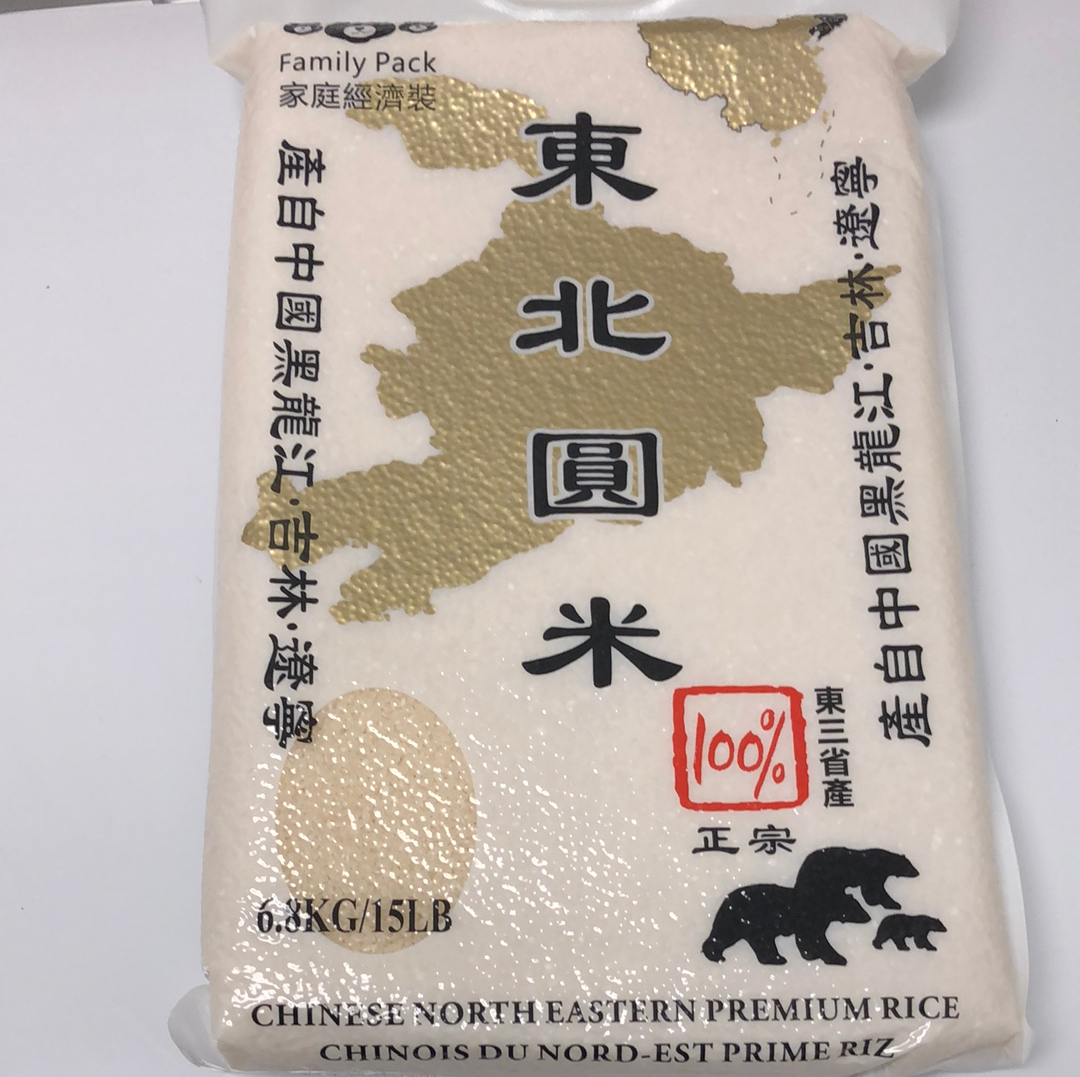 Family Pack
家庭經濟裝
東北圓米
產自中國黑龍江·吉林·遼寧
產自中國黑龍江·吉林·遼寧
100%
東三省產
正宗
6.8KG/15LB
CHINESE NORTH EASTERN PREMIUM RICE
CHINOIS DU NORD-EST PRIME RIZ